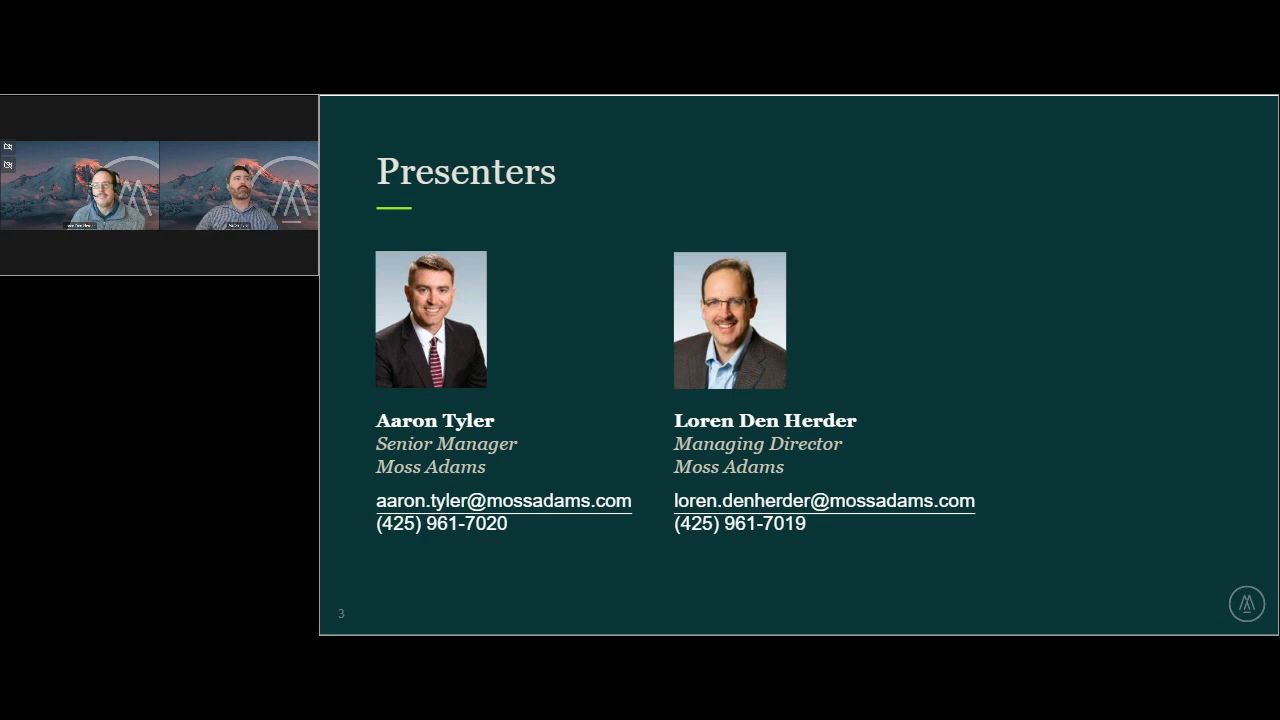 Presenters
Aaron Tyler
Senior Manager
Moss Adams
aaron.tyler@mossadams.com
(425) 961-7020
Loren Den Herder
Managing Director
Moss Adams
loren.denherder@mossadams.com
(425) 961-7019
3